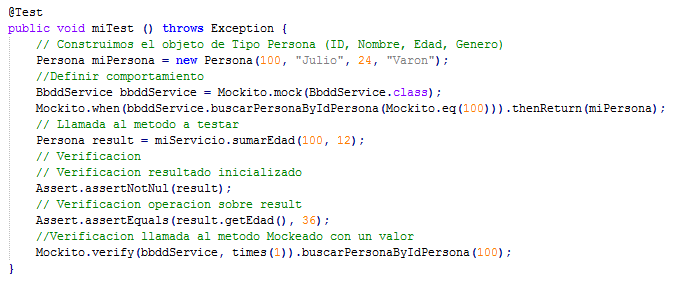 @Test
public void miTest () throws Exception {
// Construimos el objeto de Tipo Persona (ID, Nombre, Edad, Genero)
Persona miPersona = new Persona(100, "Julio", 24, "Varon");
//Definir comportamiento
BbddService bbddService = Mockito.mock(BbddService.class);
Mockito.when(bbddService.buscarPersonaByIdPersona(Mockito.eq(100))).thenReturn(miPersona);
// Llamada al metodo a testar
Persona result = miServicio.sumarEdad(100, 12);
// Verificacion
// Verificacion resultado inicializado
Assert.assertNotNul(result);
// Verificacion operacion sobre result
Assert.assertEquals(result.getEdad(), 36);
//Verificacion llamada al metodo Mockeado con un valor
Mockito.verify(bbddService, times(1)).buscarPersonaByIdPersona(100);
}